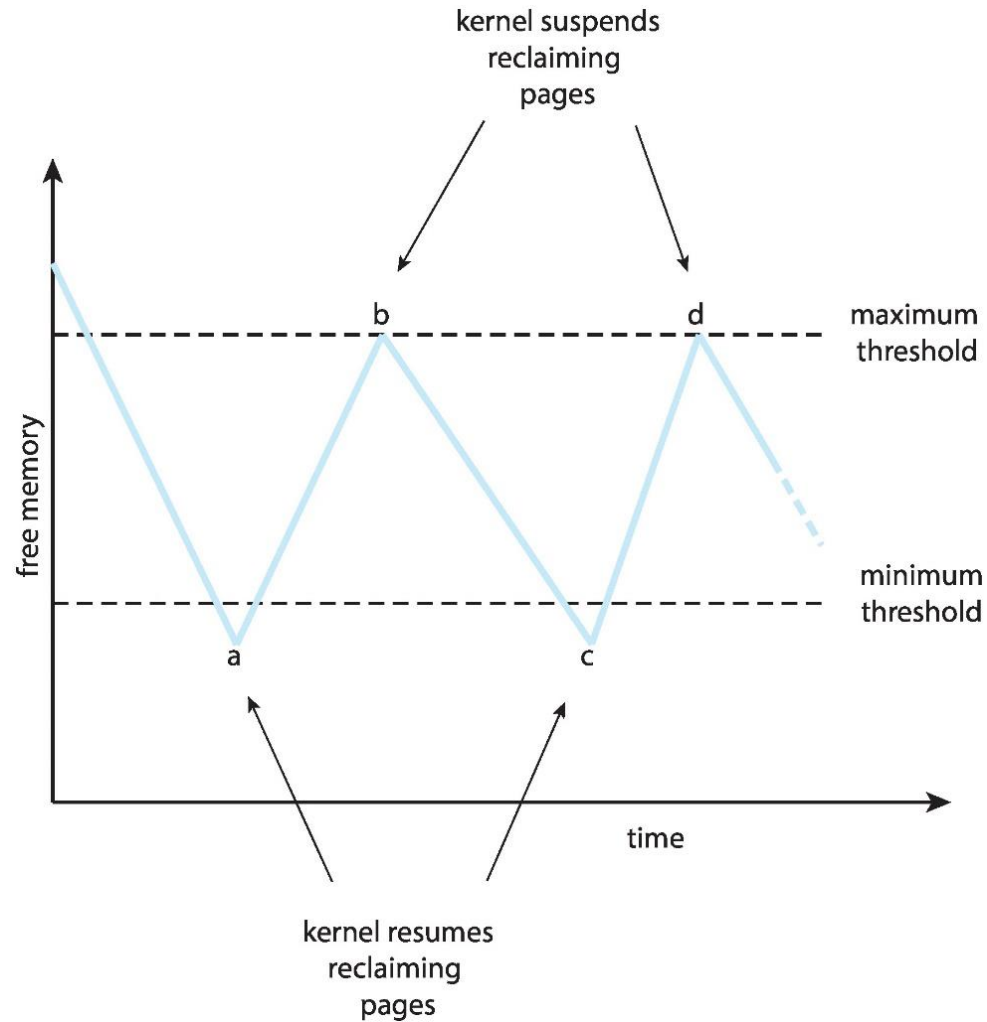 kernel suspends
reclaiming
pages
b
d
maximum
threshold
free memory
minimum
threshold
a
c
time
kernel resumes
reclaiming
pages